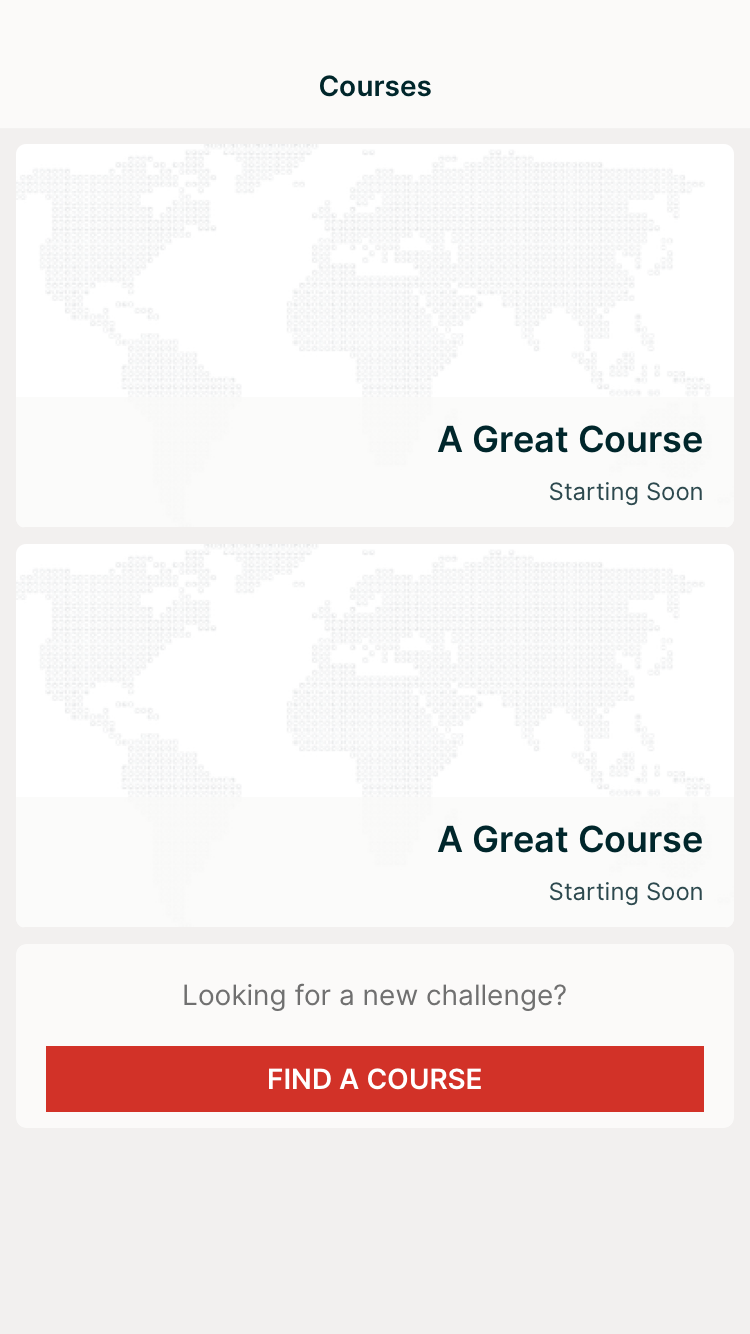 Courses
A Great Course
Starting Soon
A Great Course
Starting Soon
Looking for a new challenge?
FIND A COURSE